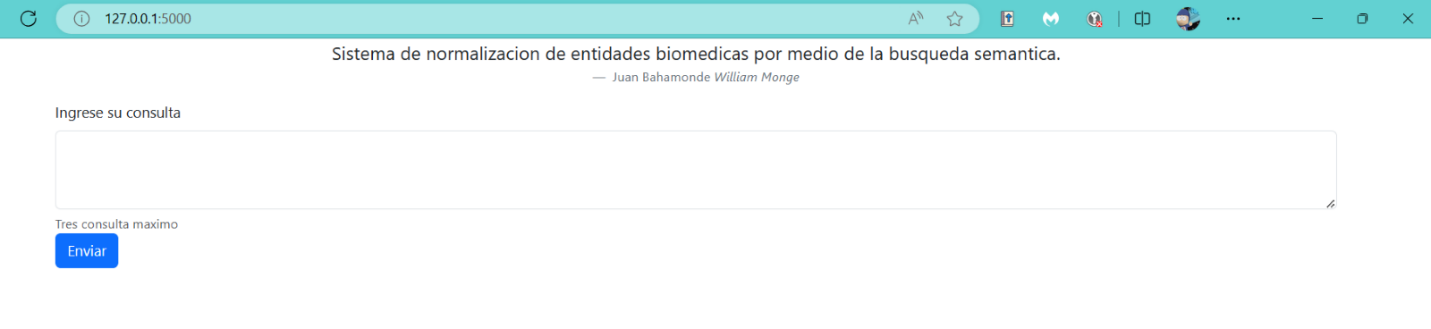 127.0.0.1:5000
Sistema de normalizacion de entidades biomedicas por medio de la busqueda semantica.
— Juan Bahamonde William Monge
Ingrese su consulta
Tres consulta maximo
Enviar